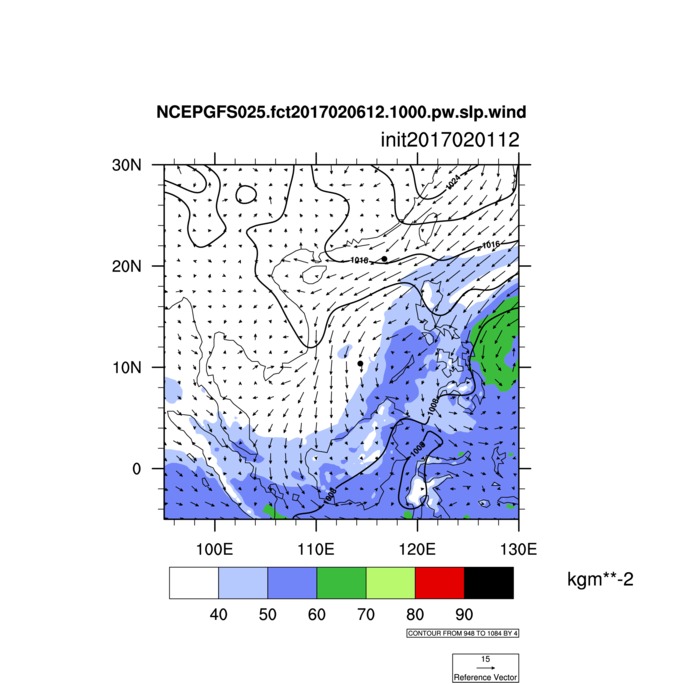 NCEPGFS025.fct2017020612.1000.pw.slp.wind
init2017020112
30N
1024
1016
1016
20N
10N
1008
1008
0
1008
100E 110E 120E 130E
kgm**-2
40 50 60 70 80 90
CONTOUR FROM 948 TO 1084 BY 4
15
Reference Vector